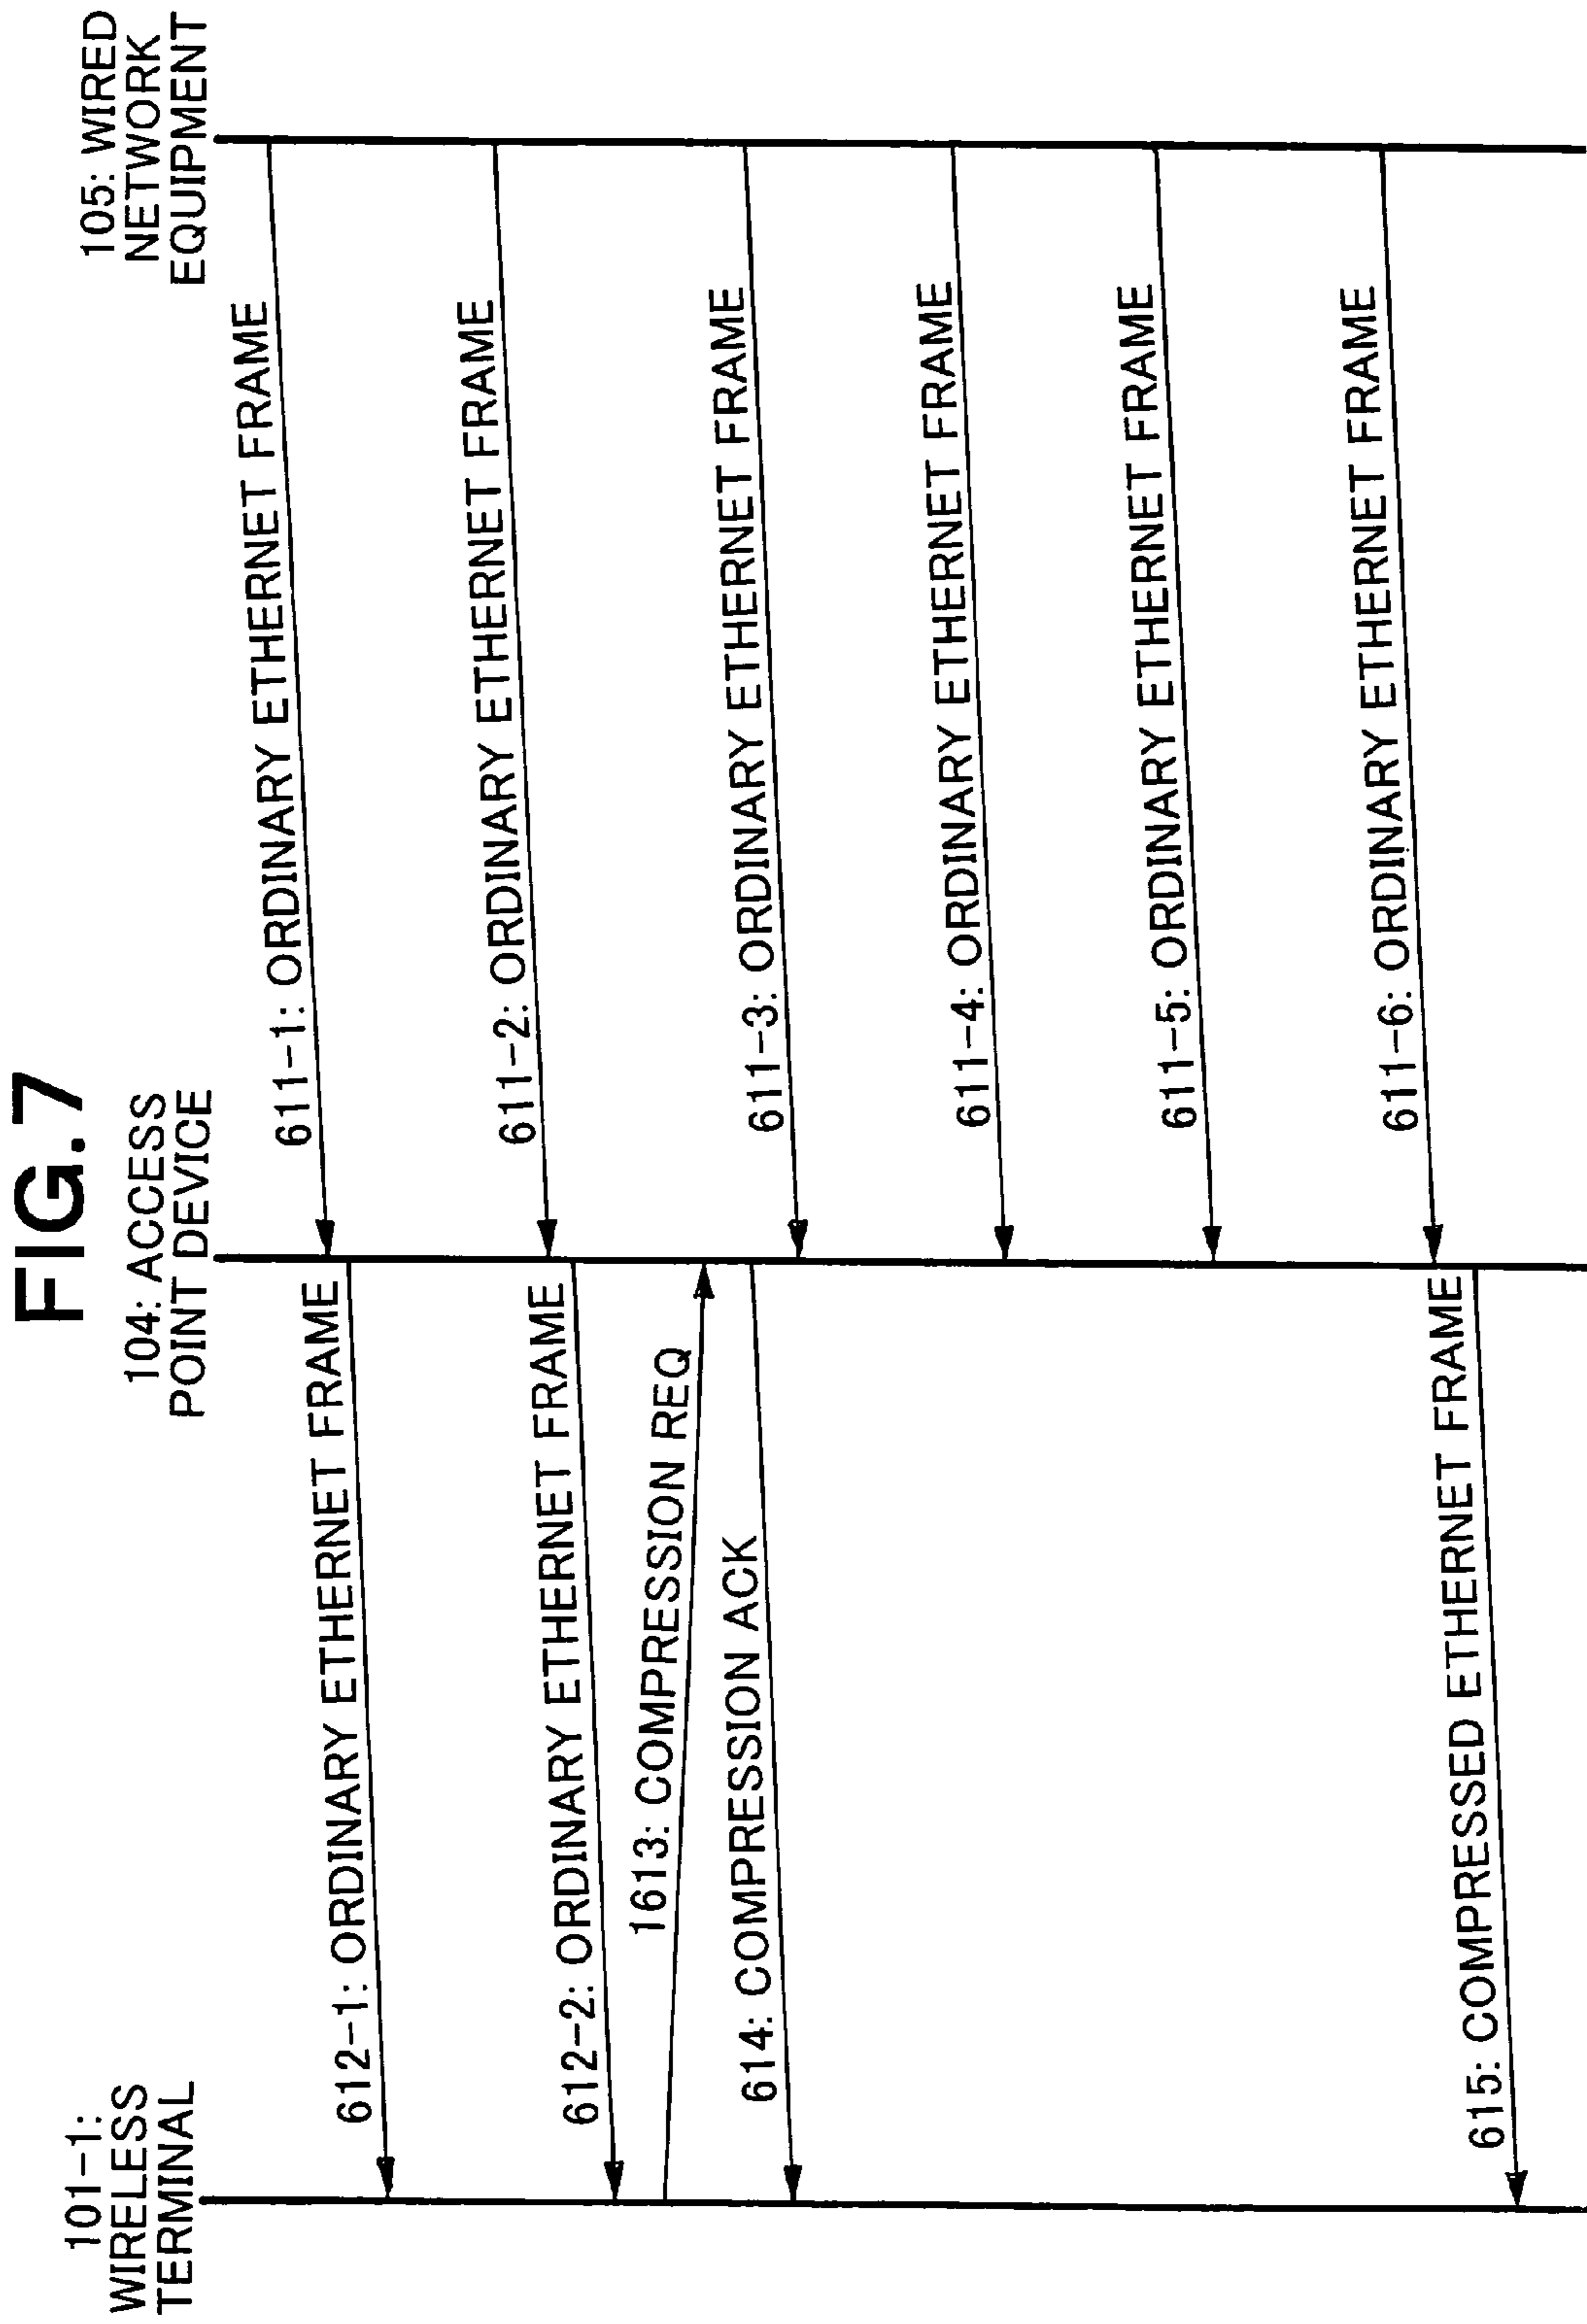 FIG.7
101-1:
WIRELESS
TERMINAL
104: ACCESS
POINT DEVICE
105: WIRED
NETWORK
EQUIPMENT
611-1: ORDINARY ETHERNET FRAME
612-1: ORDINARY ETHERNET FRAME
611-2: ORDINARY ETHERNET FRAME
612-2: ORDINARY ETHERNET FRAME
1613: COMPRESSION REQ
611-3: ORDINARY ETHERNET FRAME
614: COMPRESSION ACK
611-4: ORDINARY ETHERNET FRAME
611-5: ORDINARY ETHERNET FRAME
611-6: ORDINARY ETHERNET FRAME
615: COMPRESSED ETHERNET FRAME